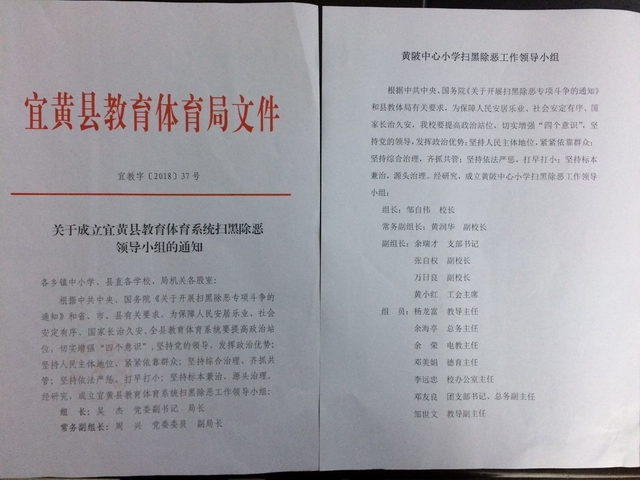 宜黄县教育体育局文件
宜教字〔2018〕37号
关于成立宜黄县教育体育系统扫黑除恶
领导小组的通知
各乡镇中小学、县直各学校、局机关各股室：
根据中共中央、国务院《关于开展扫黑除恶专项斗争的
通知》和省、市、县有关要求，为保障人民安居乐业、社会
安定有序、国家长治久安，全县教育体育系统要提高政治站
位，切实增强“四个意识”，坚持党的领导，发挥政治优势；
坚持人民主体地位、紧紧依靠群众；坚持综合治理、齐抓共
管；坚持依法严惩、打早打小；坚持标本兼治、源头治理。
经研究，成立宜黄县教育体育系统扫黑除恶工作领导小组：
组 长：吴 杰 党委副书记 局长
常务副组长：周 兴 党委委员 副局长
黄陂中心小学扫黑除恶工作领导小组
根据中共中央、国务院《关于开展扫黑除恶专项斗争的通知》
和县教体局有关要求，为保障人民安居乐业、社会安定有序、国
家长治久安，我校要提高政治站位，切实增强“四个意识”，坚
持党的领导，发挥政治优势；坚持人民主体地位，紧紧依靠群众；
坚持综合治理、齐抓共管；坚持依法严惩，打早打小；坚持标本
兼治，源头治理。经研究，成立黄陂中心小学扫黑除恶工作领导
小组：
组长：邹自伟 校长
常务副组长：黄润华 副校长
副组长：余瑞才 支部书记
张自权 副校长
万日良 副校长
黄小红 工会主席
组 员：杨龙富 教导主任
余海亭 总务主任
余 荣 电教主任
邓美娟 德育主任
李远忠 校办公室主任
邓友良 团支部书记、总务副主任
邹世文 教导副主任